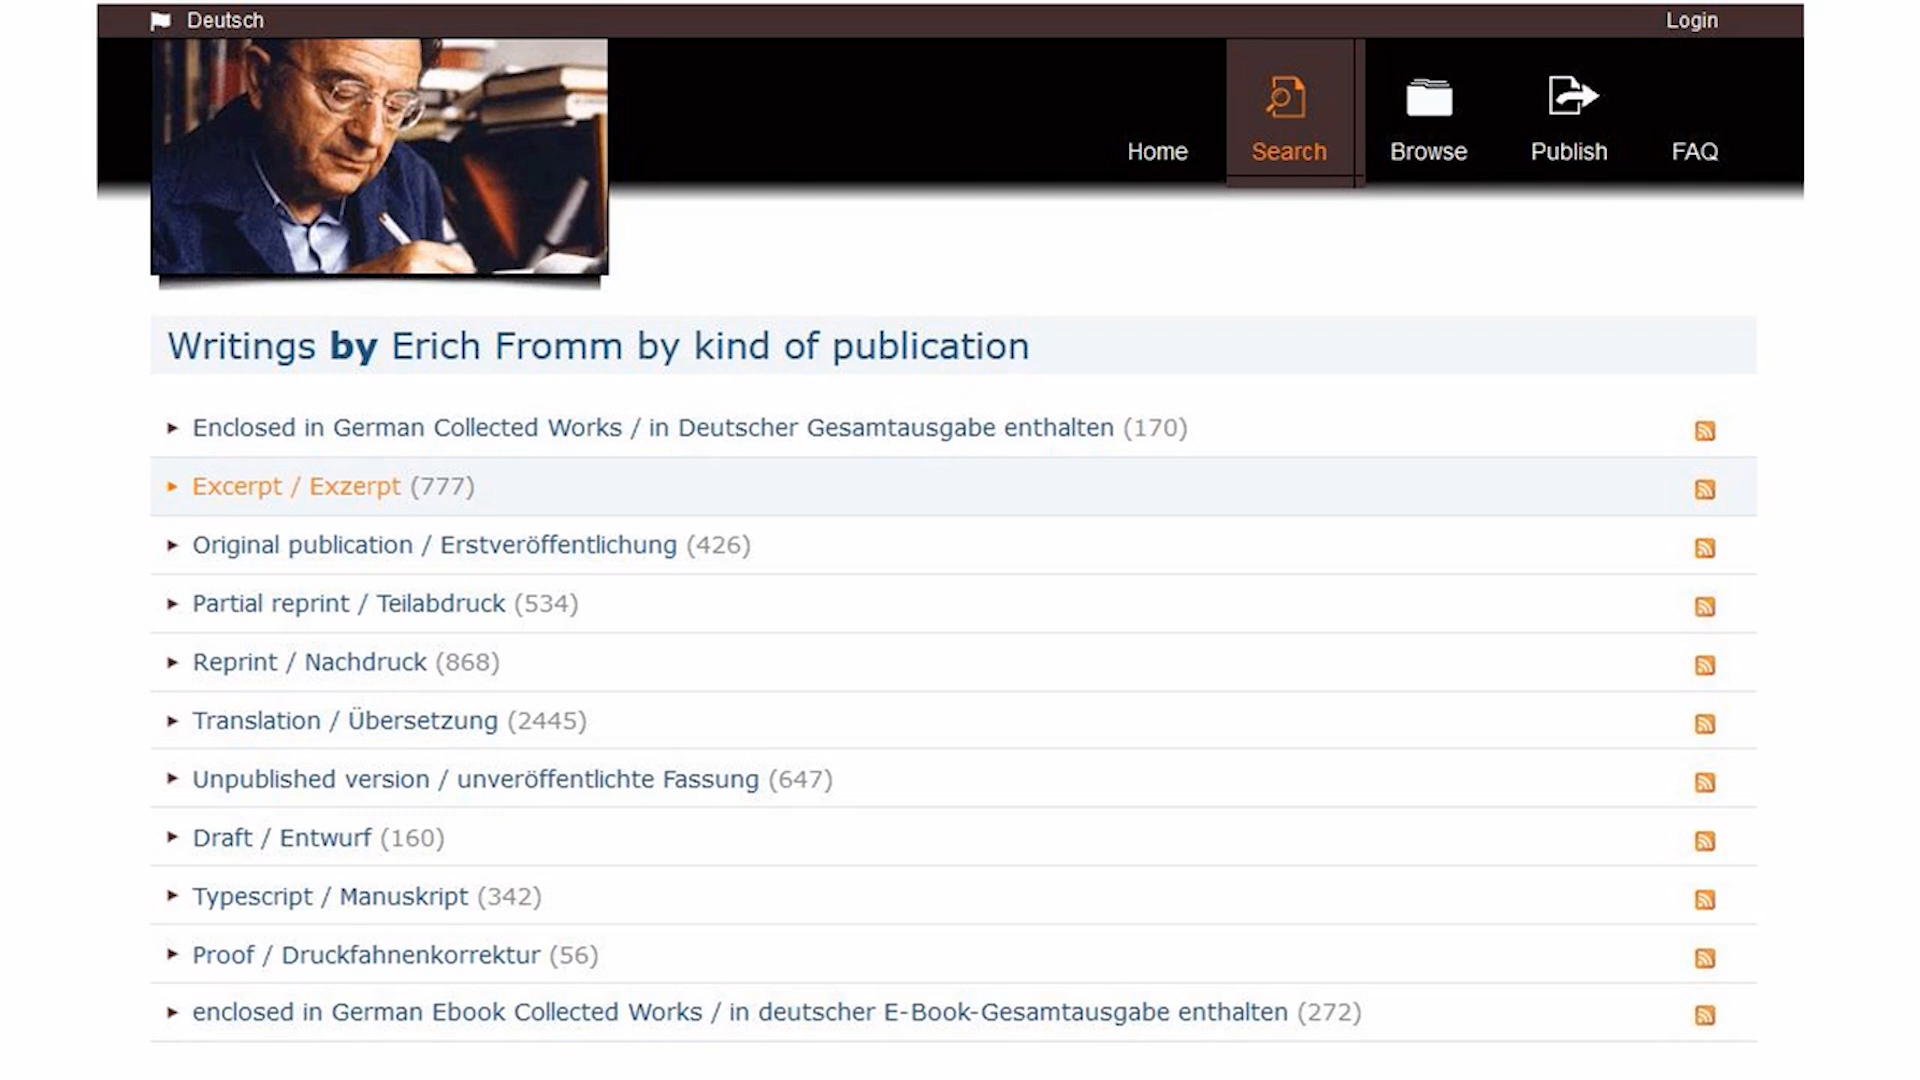 Deutsch
Login
Home
Search
Browse
Publish
FAQ
Writings by Erich Fromm by kind of publication
Enclosed in German Collected Works / in Deutscher Gesamtausgabe enthalten (170)
Excerpt / Exzerpt (777)
Original publication / Erstveröffentlichung (426)
Partial reprint / Teilabdruck (534)
Reprint / Nachdruck (868)
Translation / Übersetzung (2445)
Unpublished version / unveröffentlichte Fassung (647)
Draft / Entwurf (160)
Typescript / Manuskript (342)
Proof / Druckfahnenkorrektur (56)
enclosed in German Ebook Collected Works / in deutscher E-Book-Gesamtausgabe enthalten (272)